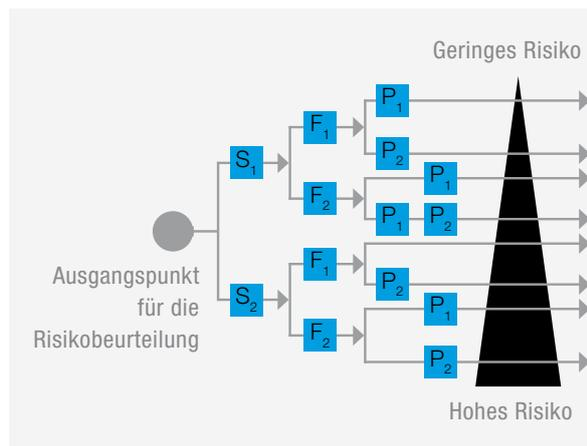 Geringes Risiko
P1
F1
P2
S1
P1
F2
P1 P2
Ausgangspunkt
für die
Risikobeurteilung
F1
P2
S2
P1
F2
P2
Hohes Risiko